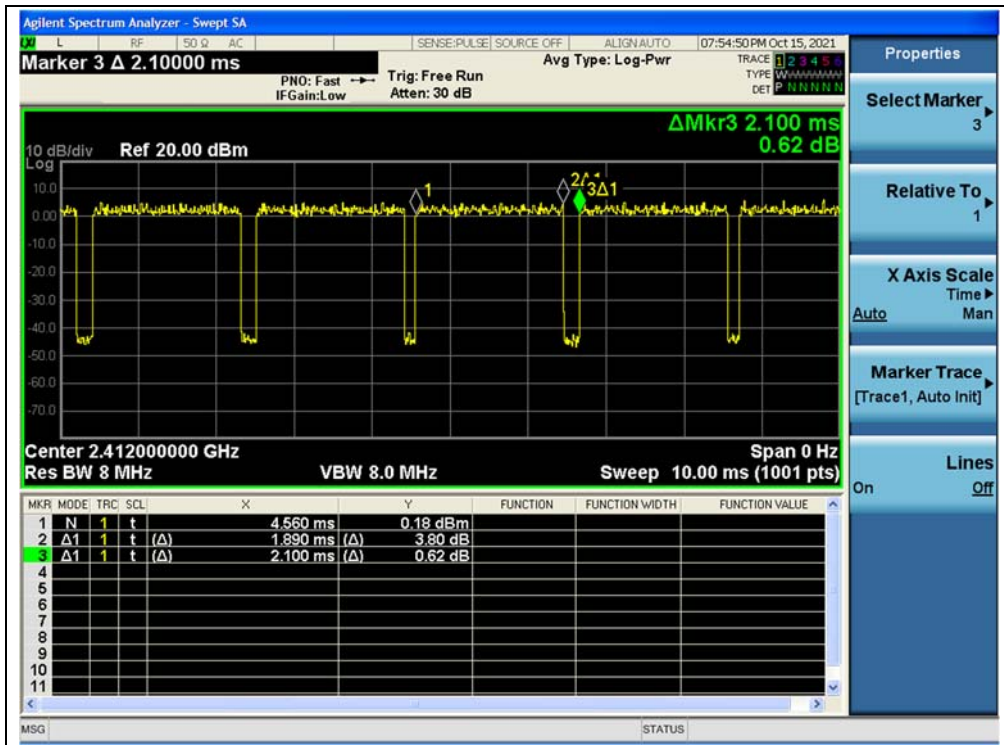 Agilent Spectrum Analyzer - Swept SA
L RF 50 Ω AC SENSE:PULSE SOURCE OFF ALIGNAUTO 07:54:50 PM Oct 15, 2021
Marker 3 Δ 2.10000 ms
PNO: Fast
IFGain:Low
Trig: Free Run
Atten: 30 dB
Avg Type: Log-Pwr
TRACE 1 2 3 4 5 6
TYPE W
DET P N N N N N
ΔMkr3 2.100 ms
0.62 dB
10 dB/div Ref 20.00 dBm
Log
10.0
0.00
-10.0
-20.0
-30.0
-40.0
-50.0
-60.0
-70.0
1
3Δ1
Center 2.412000000 GHz Span 0 Hz
Res BW 8 MHz VBW 8.0 MHz Sweep 10.00 ms (1001 pts)
MKR MODE TRC SCL X Y FUNCTION FUNCTION WIDTH FUNCTION VALUE
1 N 1 t 4.560 ms 0.18 dBm
2 Δ1 1 t (Δ) 1.890 ms (Δ) 3.80 dB
3 Δ1 1 t (Δ) 2.100 ms (Δ) 0.62 dB
4
5
6
7
8
9
10
11
MSG STATUS
Properties
Select Marker
3
Relative To
1
X Axis Scale
Time
Auto Man
Marker Trace
[Trace1, Auto Init]
Lines
On Off